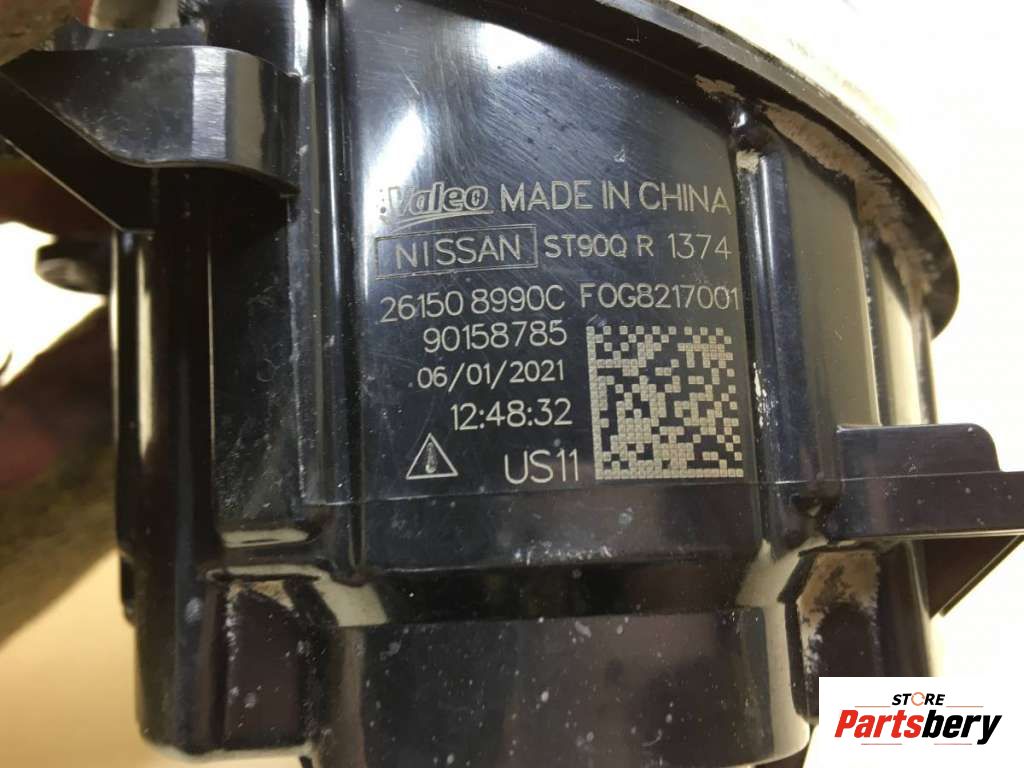 Valeo MADE IN CHINA
NISSAN ST90Q R 1374
26150 8990C FOG8217001
90158785
06/01/2021
12:48:32
US11
STORE
Partsbery